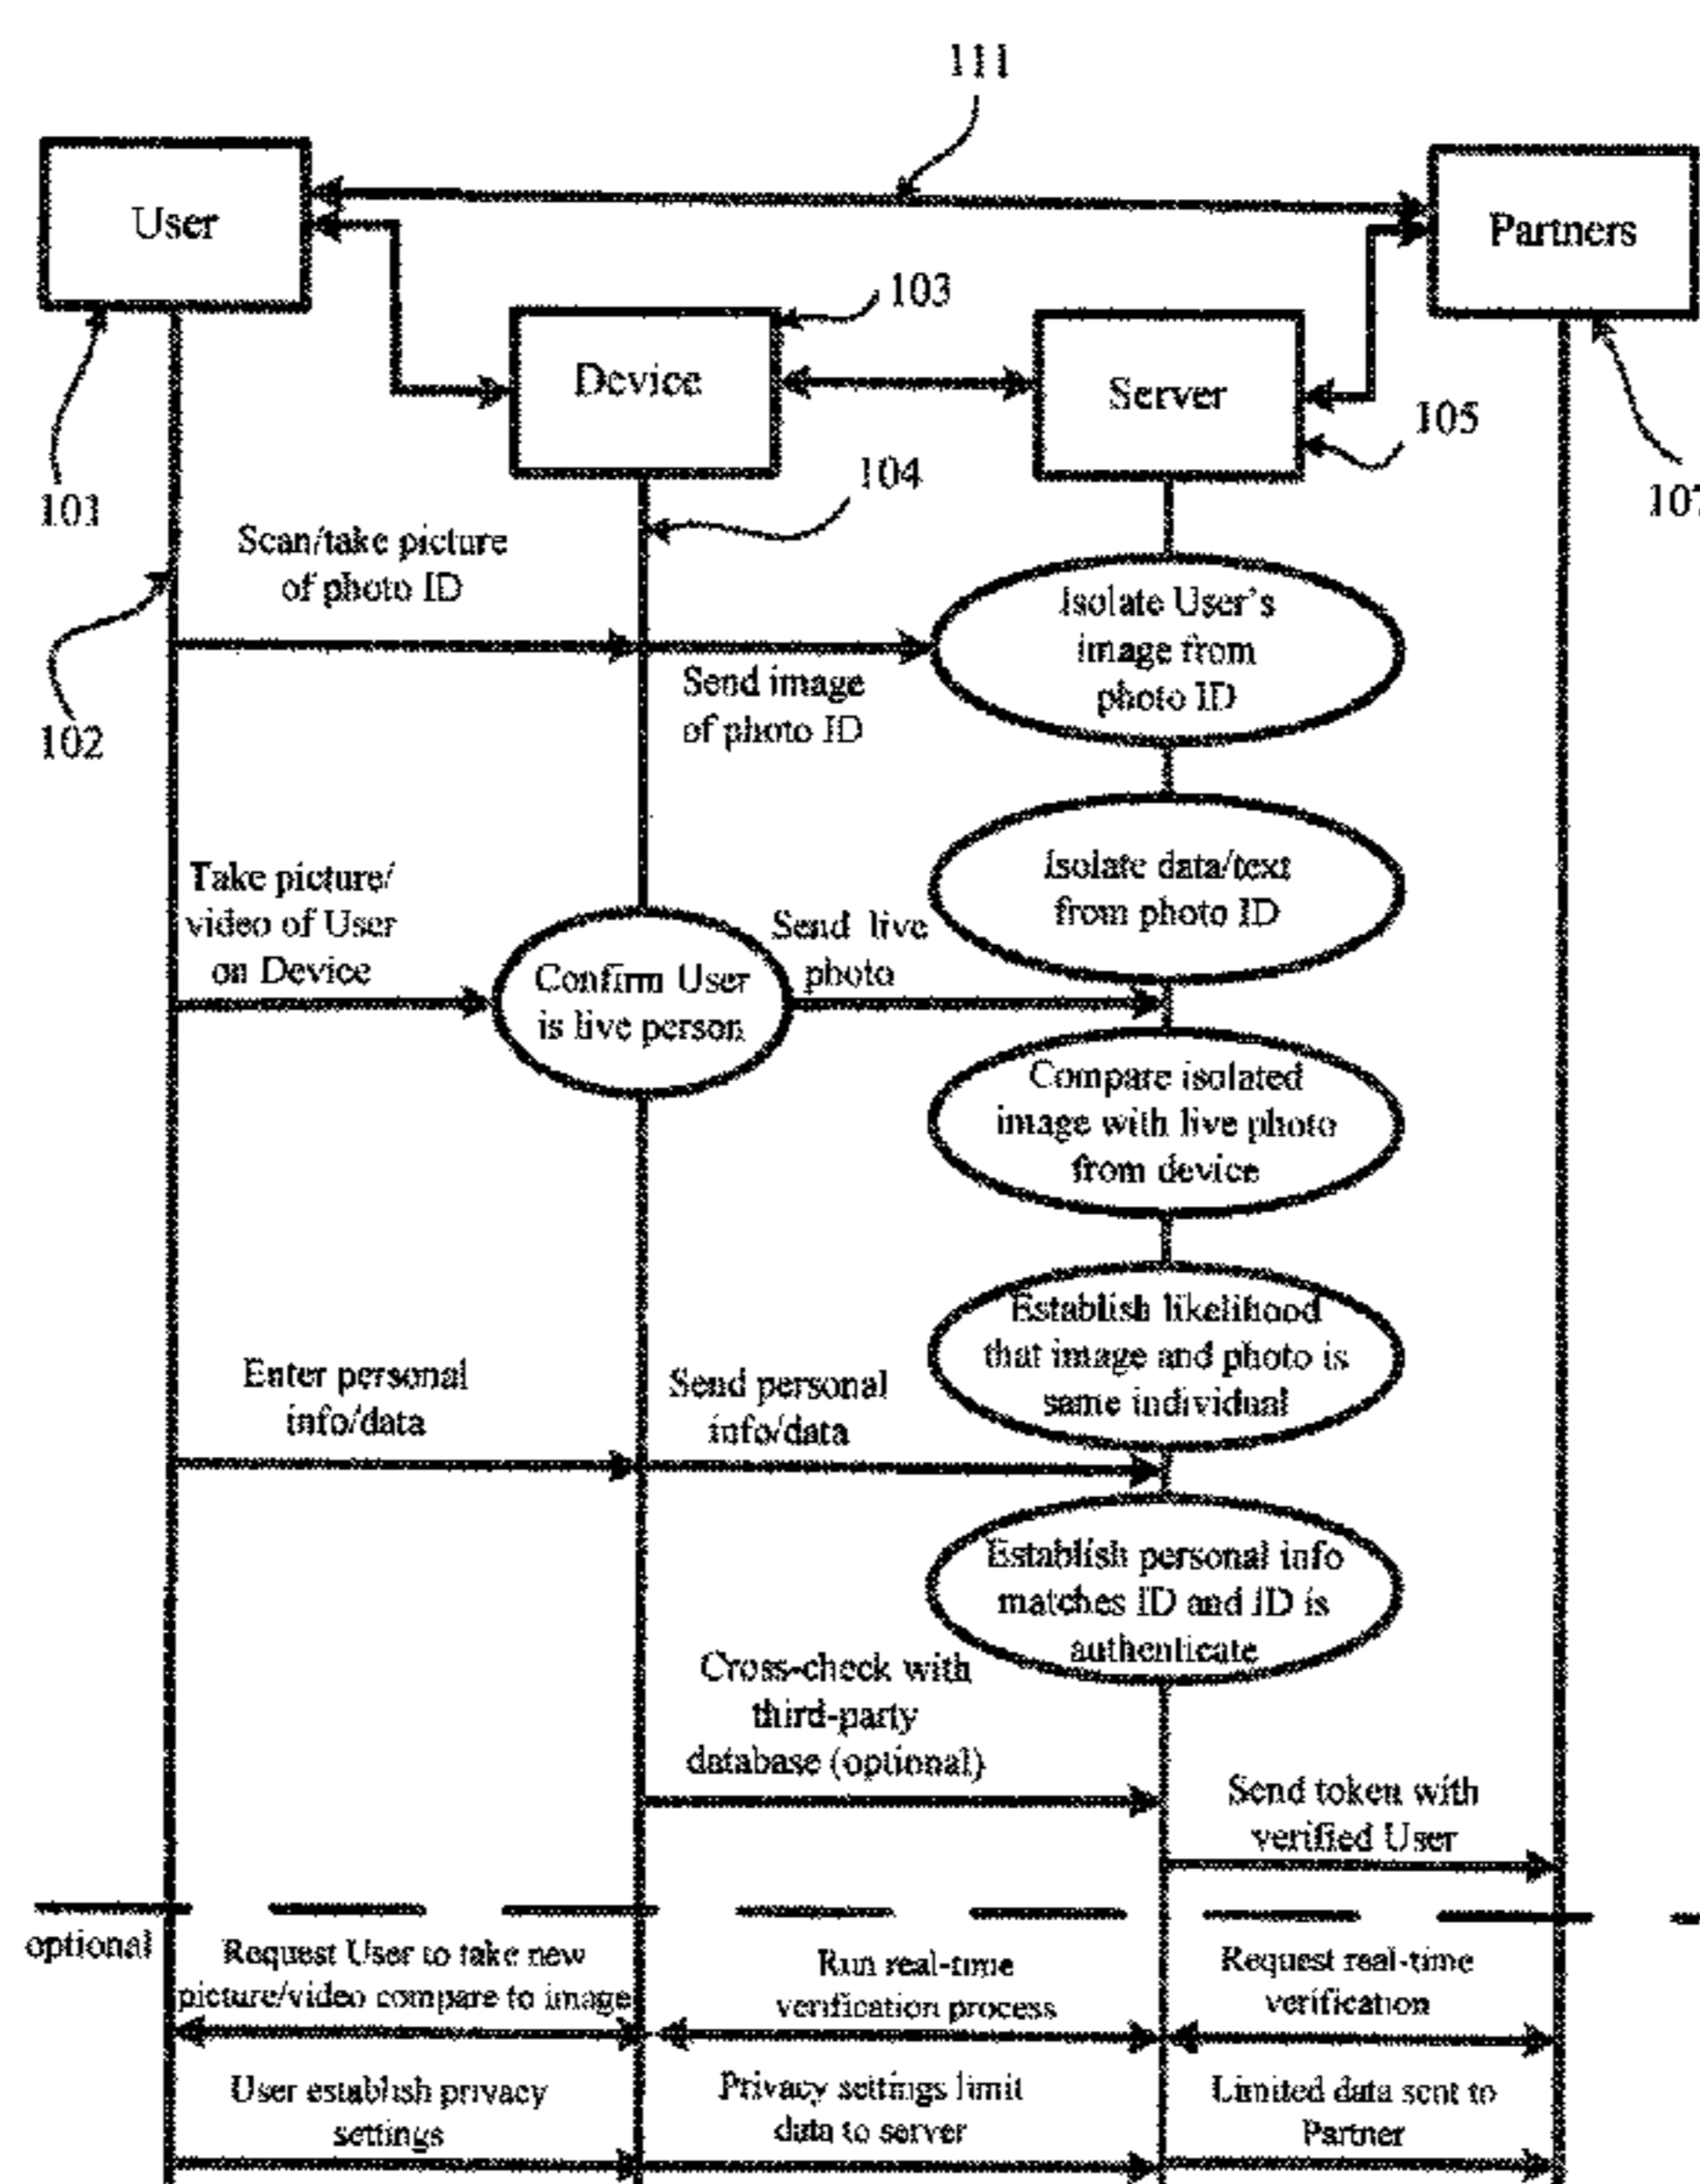 111
User
Partners
103
Device
Server
105
104
101
107
Scan/take picture
of photo ID
Isolate User's
image from
photo ID
Send image
of photo ID
102
Isolate data/text
from photo ID
Take picture/
video of User
on Device
Send live
photo
Confirm User
is live person
Compare isolated
image with live photo
from device
Establish likelihood
that image and photo is
same individual
Enter personal
info/data
Send personal
info/data
Establish personal info
matches ID and ID is
authenticate
Cross-check with
third-party
database (optional)
Send token with
verified User
optional
Request User to take new
picture/video compare to image
Run real-time
verification process
Request real-time
verification
User establish privacy
settings
Privacy settings limit
data to server
Limited data sent to
Partner